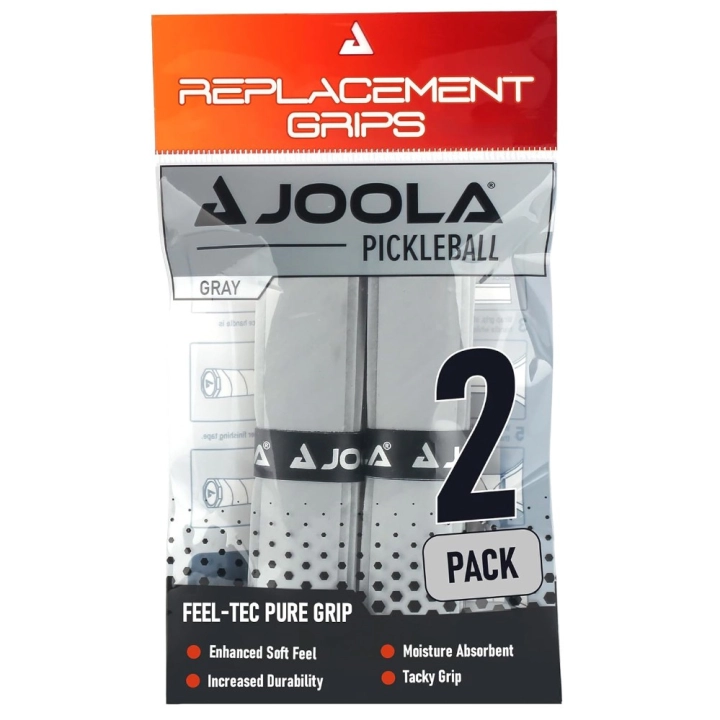 REPLACEMENT
GRIPS
JOOLA®
PICKLEBALL
GRAY
2
PACK
JOOLA®
FEEL-TEC PURE GRIP
Enhanced Soft Feel
Moisture Absorbent
Increased Durability
Tacky Grip